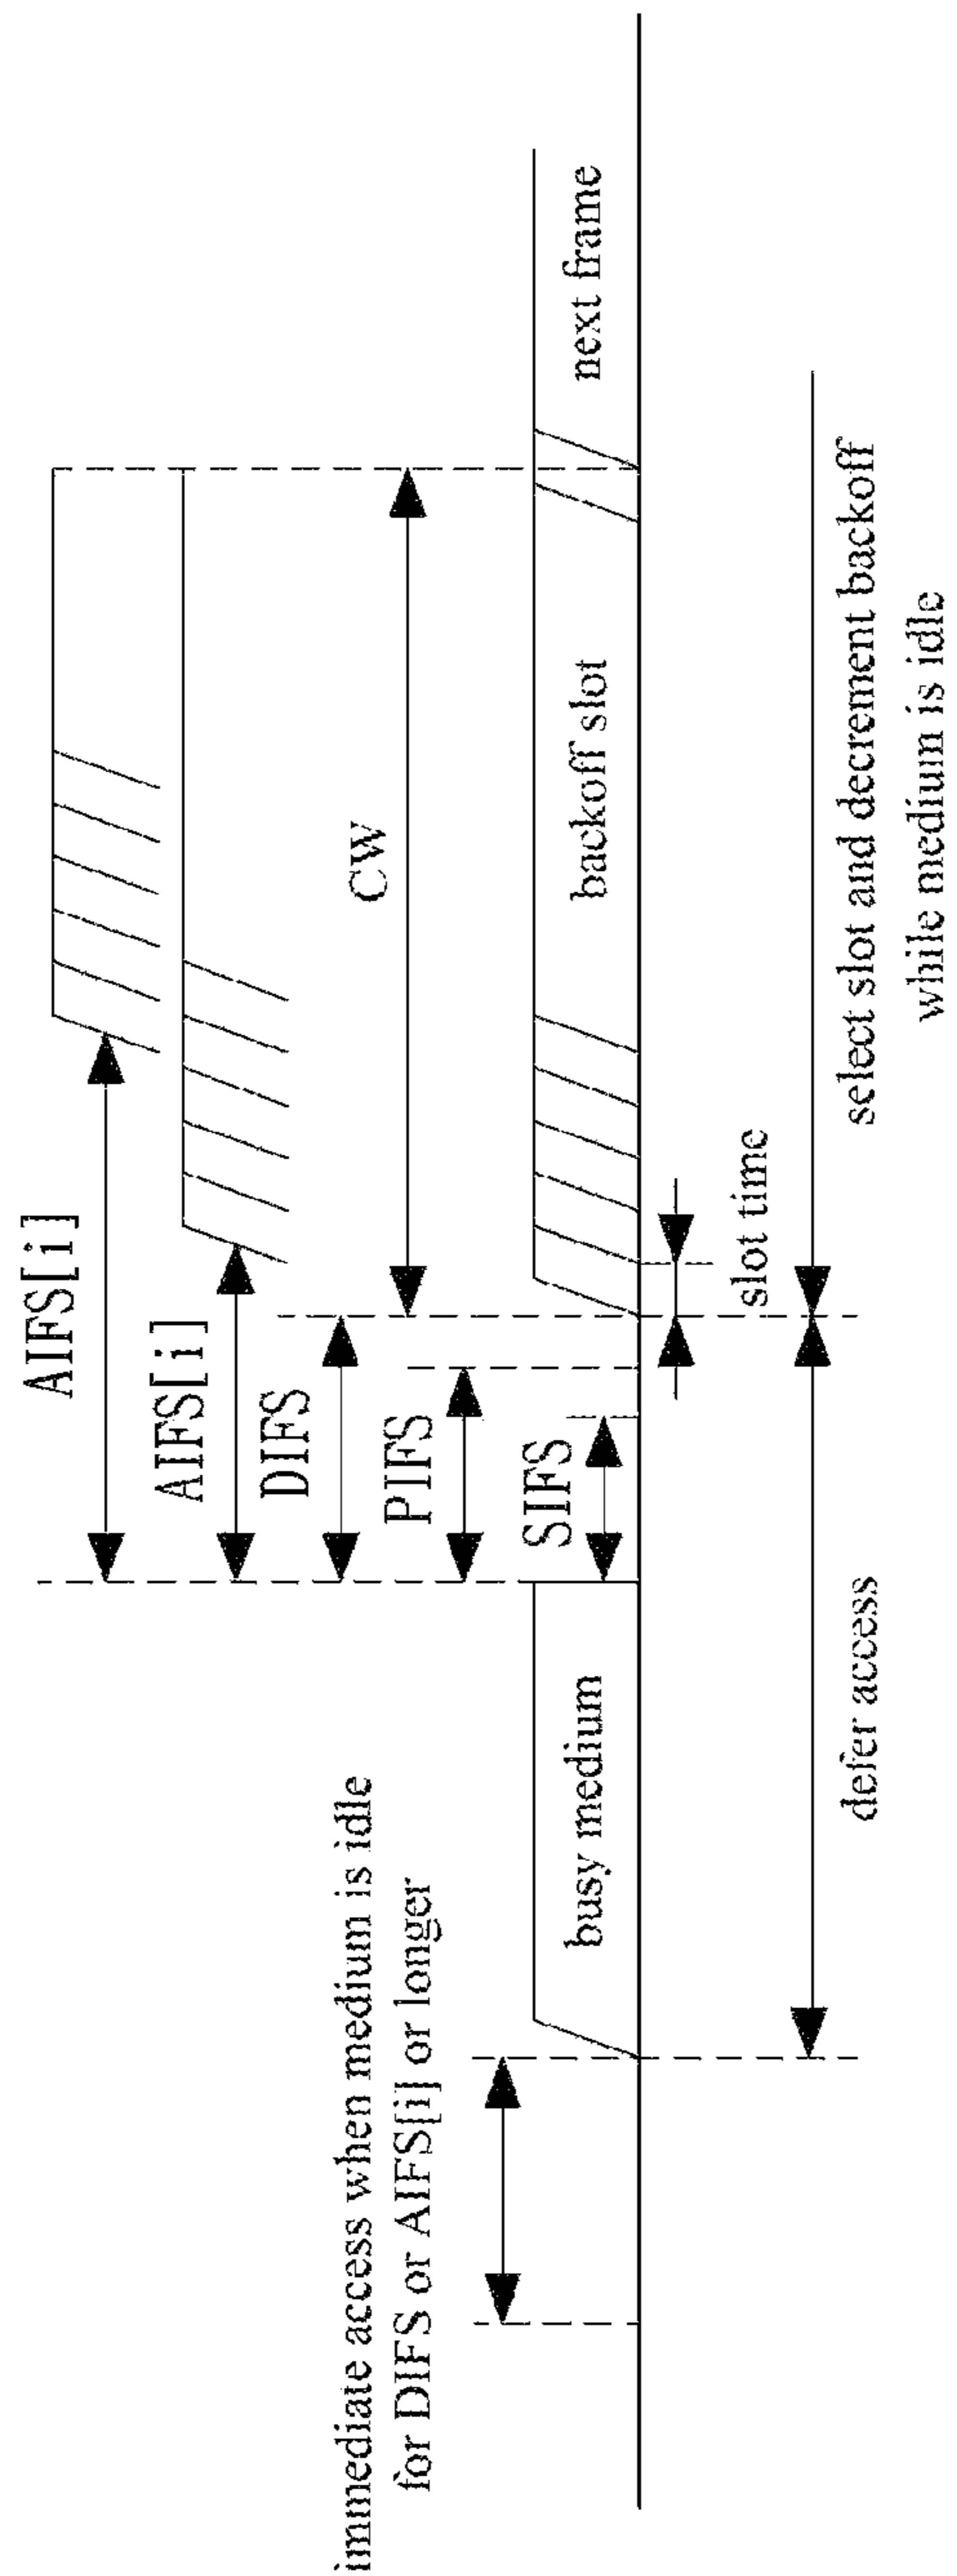 AIFS[i]
AIFS[i]
DIFS
immediate access when medium is idle
for DIFS or AIFS[i] or longer
CW
PIFS
SIFS
busy medium
backoff slot
next frame
slot time
defer access
select slot and decrement backoff
while medium is idle